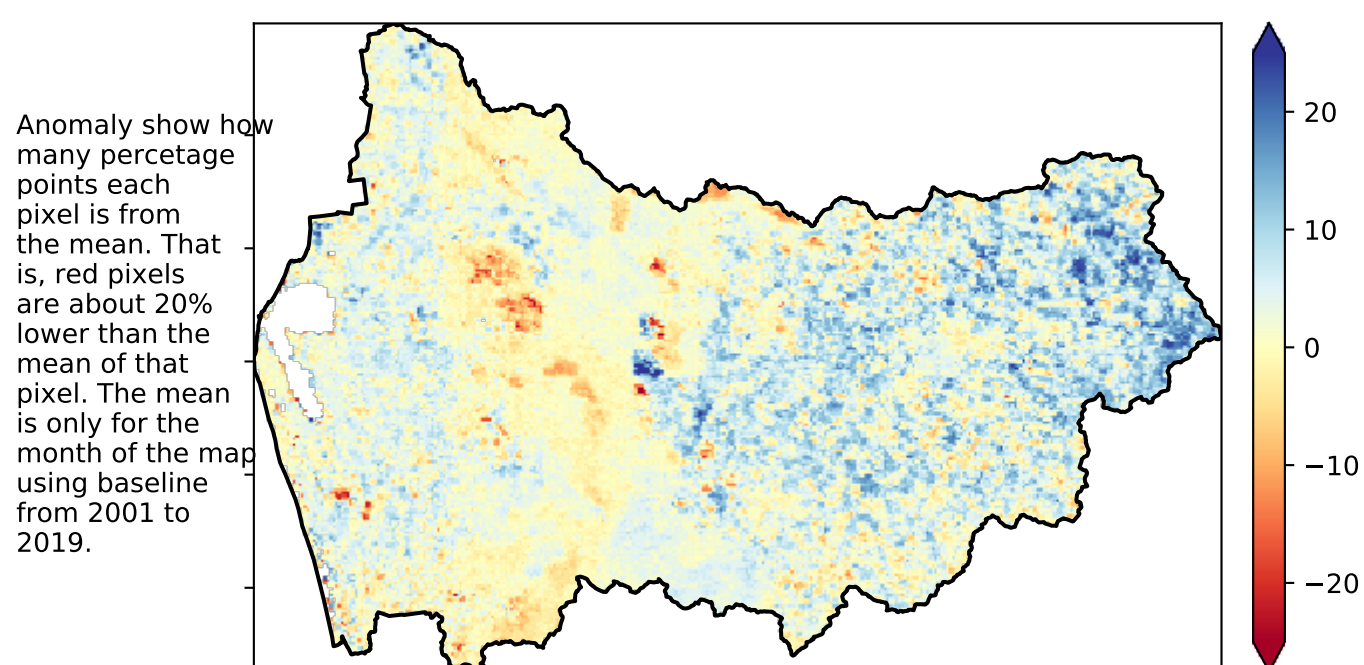 Anomaly show how
many percetage
points each
pixel is from
the mean. That
is, red pixels
are about 20%
lower than the
mean of that
pixel. The mean
is only for the
month of the map
using baseline
from 2001 to
2019.
20
10
0
−10
−20